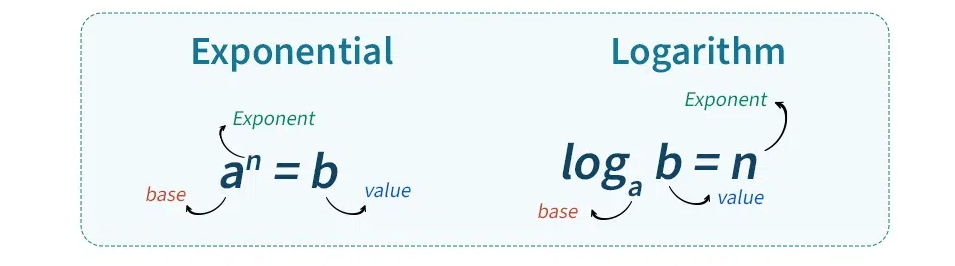 Exponential
Exponent
aⁿ = b
base
value
Logarithm
Exponent
logₐ b = n
base
value